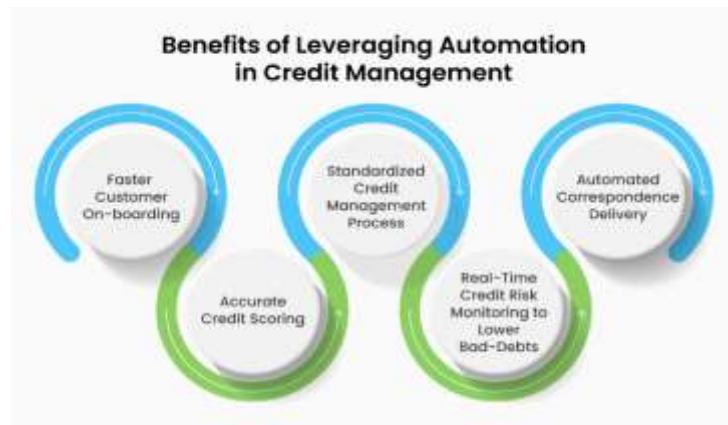 Benefits of Leveraging Automation
in Credit Management
Faster
Customer
On-boarding
Accurate
Credit Scoring
Standardized
Credit
Management
Process
Real-Time
Credit Risk
Monitoring to
Lower
Bad-Debts
Automated
Correspondence
Delivery